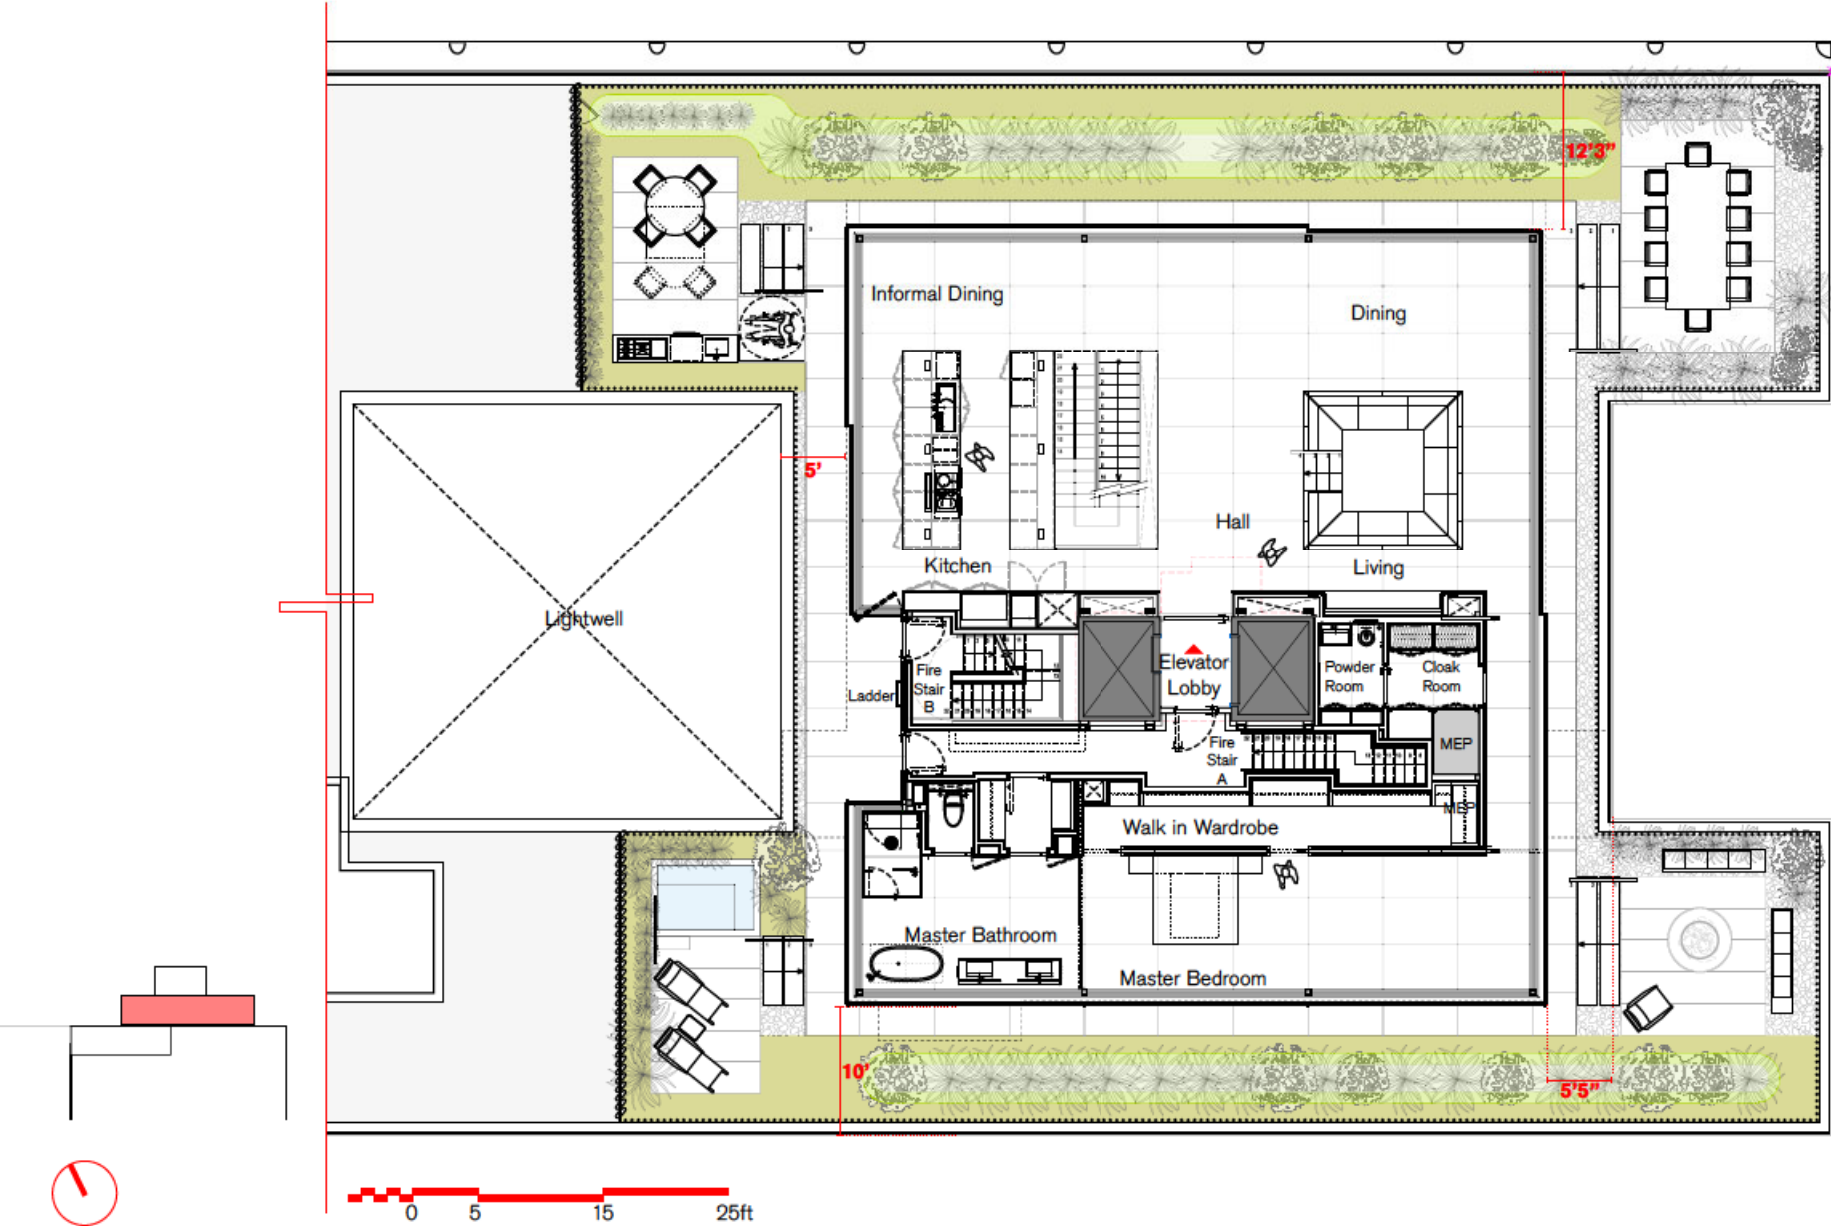 12'3"
Informal Dining
Dining
5'
Hall
Kitchen
Living
Lightwell
Elevator
Lobby
Powder
Room
Cloak
Room
Fire
Stair
B
Ladder
Fire
Stair
A
MEP
MEP
Walk in Wardrobe
Master Bathroom
Master Bedroom
10'
5'5"
0 5 15 25ft